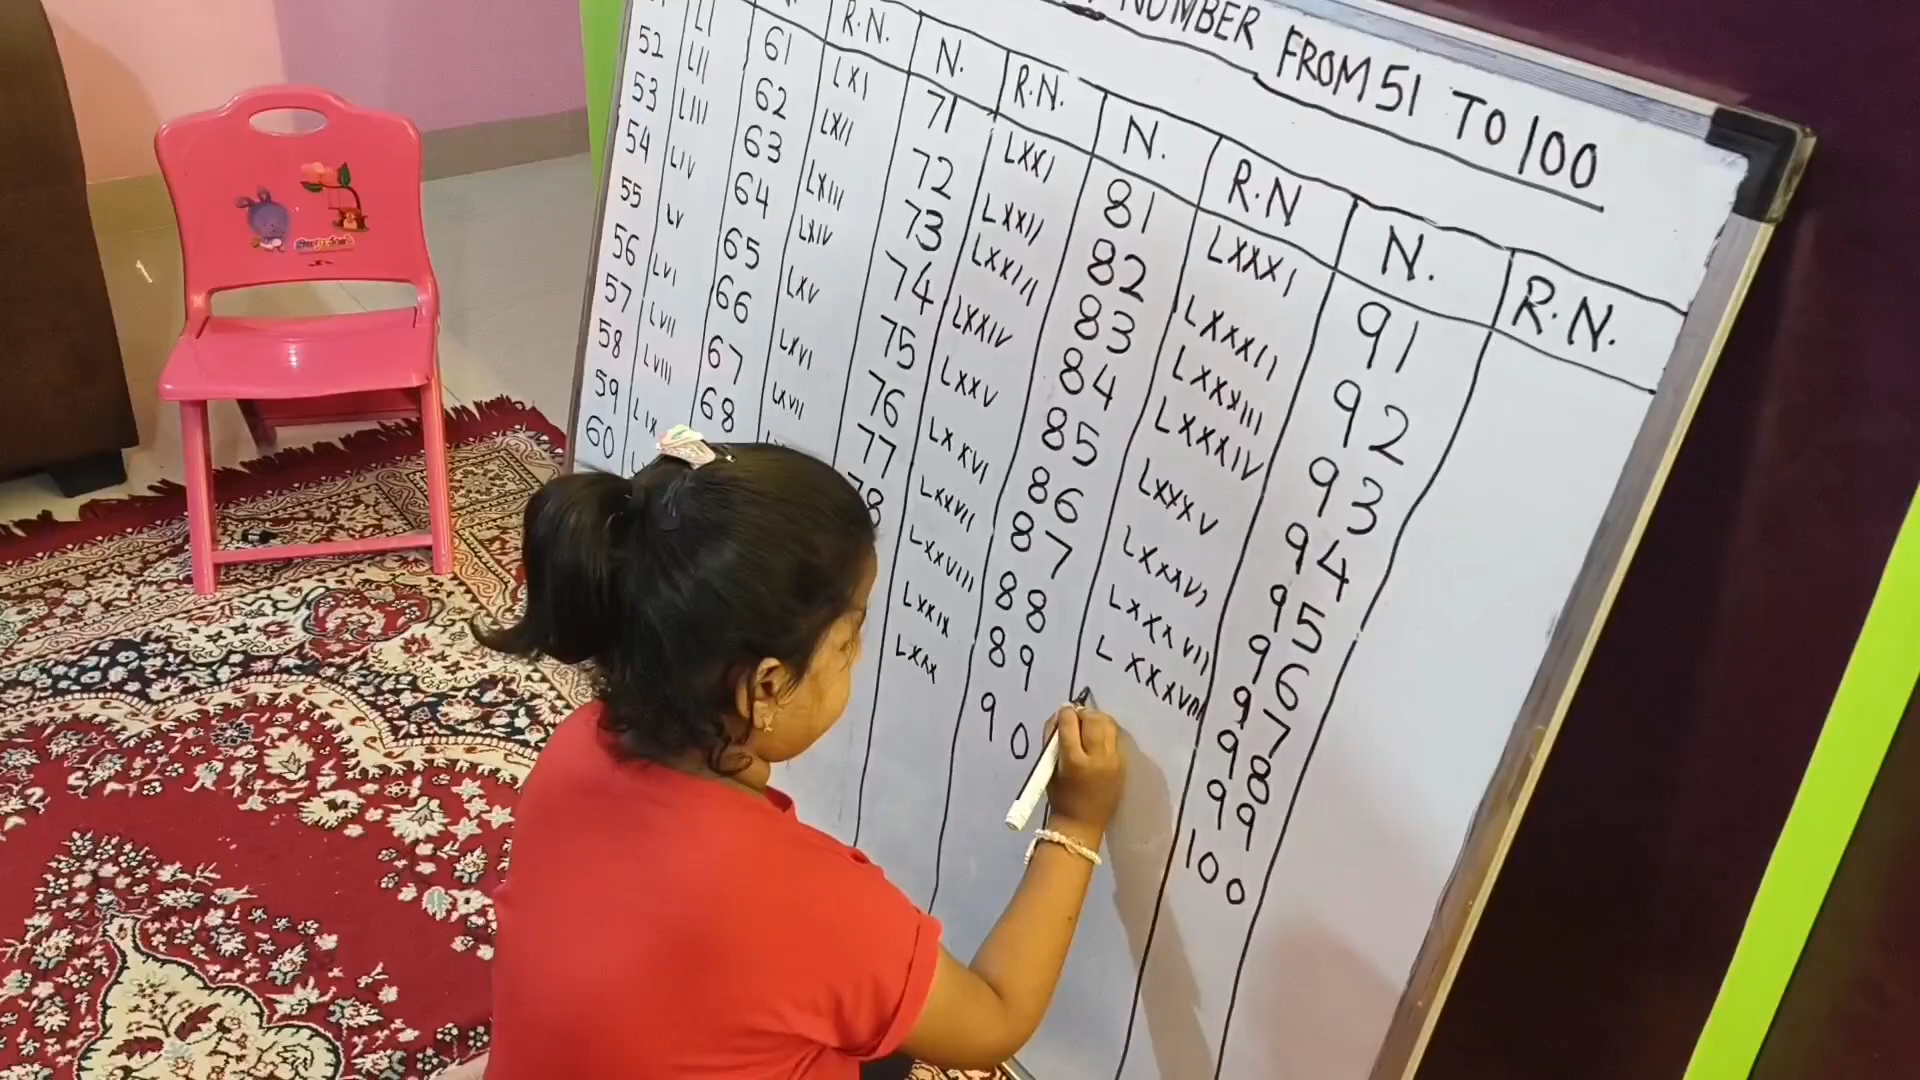 NUMBER FROM 51 TO 100
R.N. N. R.N. N. R.N N. R.N.
LI 61 LXI 71 LXXI 81 LXXXI 91
52 LII 62 LXII 72 LXXII 82 LXXXII 92
53 LIII 63 LXIII 73 LXXIII 83 LXXXIII 93
54 LIV 64 LXIV 74 LXXIV 84 LXXXIV 94
55 LV 65 LXV 75 LXXV 85 LXXXV 95
56 LVI 66 LXVI 76 LXXVI 86 LXXXVI 96
57 LVII 67 LXVII 77 LXXVII 87 LXXXVII 97
58 LVIII 68 78 LXXVIII 88 LXXXVIII 98
59 LIX LXXIX 89 99
60 LXXX 90 100